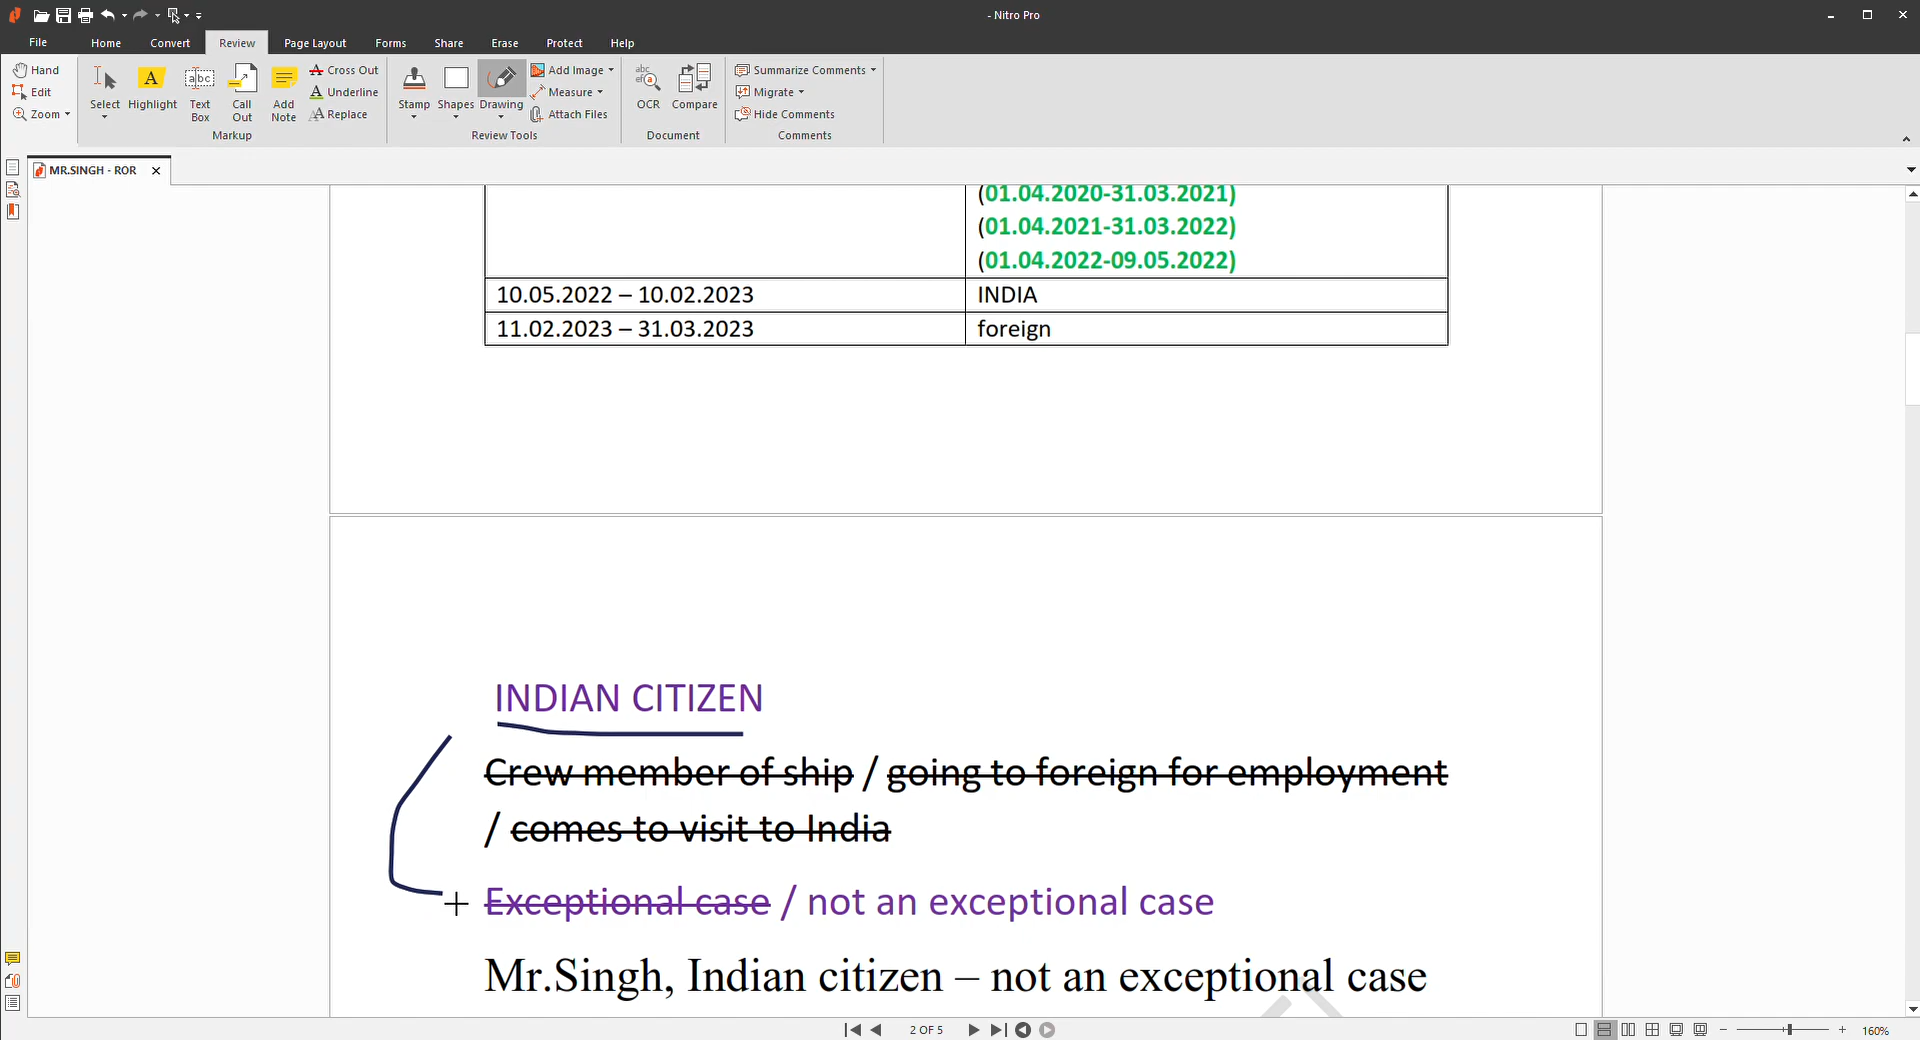 - Nitro Pro
File Home Convert Review Page Layout Forms Share Erase Protect Help
Hand
Edit
Zoom
Select
Highlight
Text Box
Call Out
Add Note
Cross Out
Underline
Replace
Markup
Stamp
Shapes
Drawing
Add Image
Measure
Attach Files
Review Tools
OCR
Compare
Document
Summarize Comments
Migrate
Hide Comments
Comments
MR.SINGH - ROR
(01.04.2020-31.03.2021)
(01.04.2021-31.03.2022)
(01.04.2022-09.05.2022)
10.05.2022 – 10.02.2023 INDIA
11.02.2023 – 31.03.2023 foreign
INDIAN CITIZEN
Crew member of ship / going to foreign for employment
/ comes to visit to India
Exceptional case / not an exceptional case
Mr.Singh, Indian citizen – not an exceptional case
2 OF 5
160%